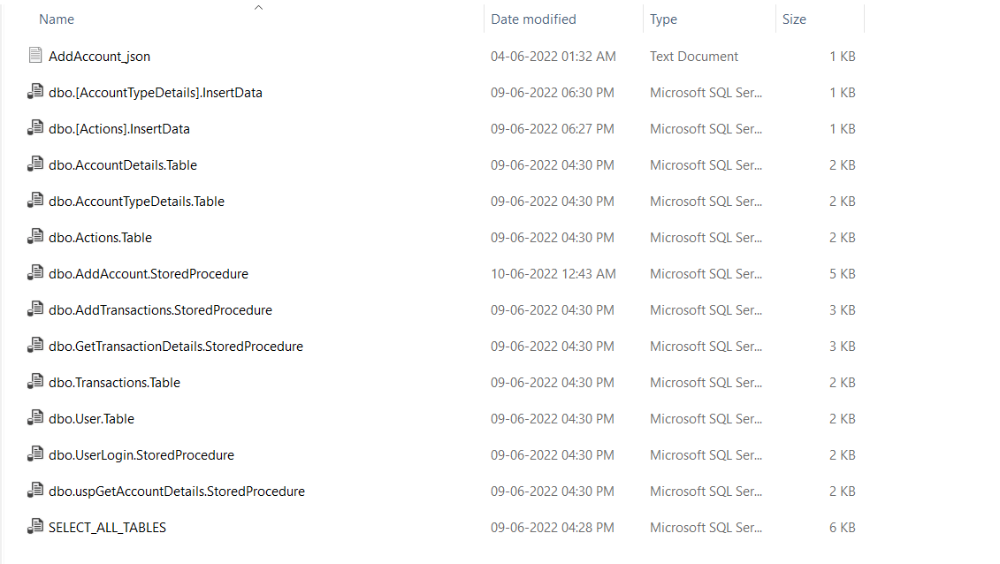 Name Date modified Type Size
AddAccount_json 04-06-2022 01:32 AM Text Document 1 KB
dbo.[AccountTypeDetails].InsertData 09-06-2022 06:30 PM Microsoft SQL Ser... 1 KB
dbo.[Actions].InsertData 09-06-2022 06:27 PM Microsoft SQL Ser... 1 KB
dbo.AccountDetails.Table 09-06-2022 04:30 PM Microsoft SQL Ser... 2 KB
dbo.AccountTypeDetails.Table 09-06-2022 04:30 PM Microsoft SQL Ser... 2 KB
dbo.Actions.Table 09-06-2022 04:30 PM Microsoft SQL Ser... 2 KB
dbo.AddAccount.StoredProcedure 10-06-2022 12:43 AM Microsoft SQL Ser... 5 KB
dbo.AddTransactions.StoredProcedure 09-06-2022 04:30 PM Microsoft SQL Ser... 3 KB
dbo.GetTransactionDetails.StoredProcedure 09-06-2022 04:30 PM Microsoft SQL Ser... 3 KB
dbo.Transactions.Table 09-06-2022 04:30 PM Microsoft SQL Ser... 2 KB
dbo.User.Table 09-06-2022 04:30 PM Microsoft SQL Ser... 2 KB
dbo.UserLogin.StoredProcedure 09-06-2022 04:30 PM Microsoft SQL Ser... 2 KB
dbo.uspGetAccountDetails.StoredProcedure 09-06-2022 04:30 PM Microsoft SQL Ser... 2 KB
SELECT_ALL_TABLES 09-06-2022 04:28 PM Microsoft SQL Ser... 6 KB